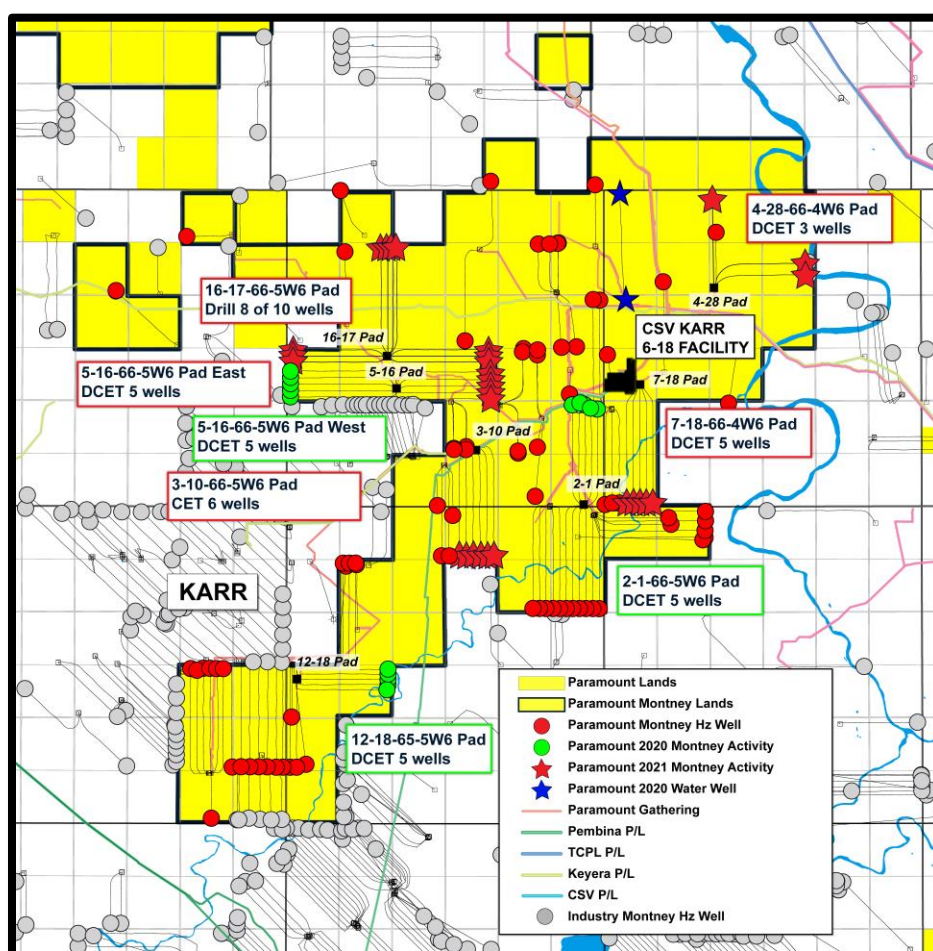 4-28-66-4W6 Pad
DCET 3 wells
16-17-66-5W6 Pad
Drill 8 of 10 wells
4-28 Pad
CSV KARR
6-18 FACILITY
16-17 Pad
5-16-66-5W6 Pad East
DCET 5 wells
5-16 Pad
7-18 Pad
5-16-66-5W6 Pad West
DCET 5 wells
3-10 Pad
7-18-66-4W6 Pad
DCET 5 wells
3-10-66-5W6 Pad
CET 6 wells
2-1 Pad
KARR
2-1-66-5W6 Pad
DCET 5 wells
12-18 Pad
12-18-65-5W6 Pad
DCET 5 wells
Paramount Lands
Paramount Montney Lands
Paramount Montney Hz Well
Paramount 2020 Montney Activity
Paramount 2021 Montney Activity
Paramount 2020 Water Well
Paramount Gathering
Pembina P/L
TCPL P/L
Keyera P/L
CSV P/L
Industry Montney Hz Well